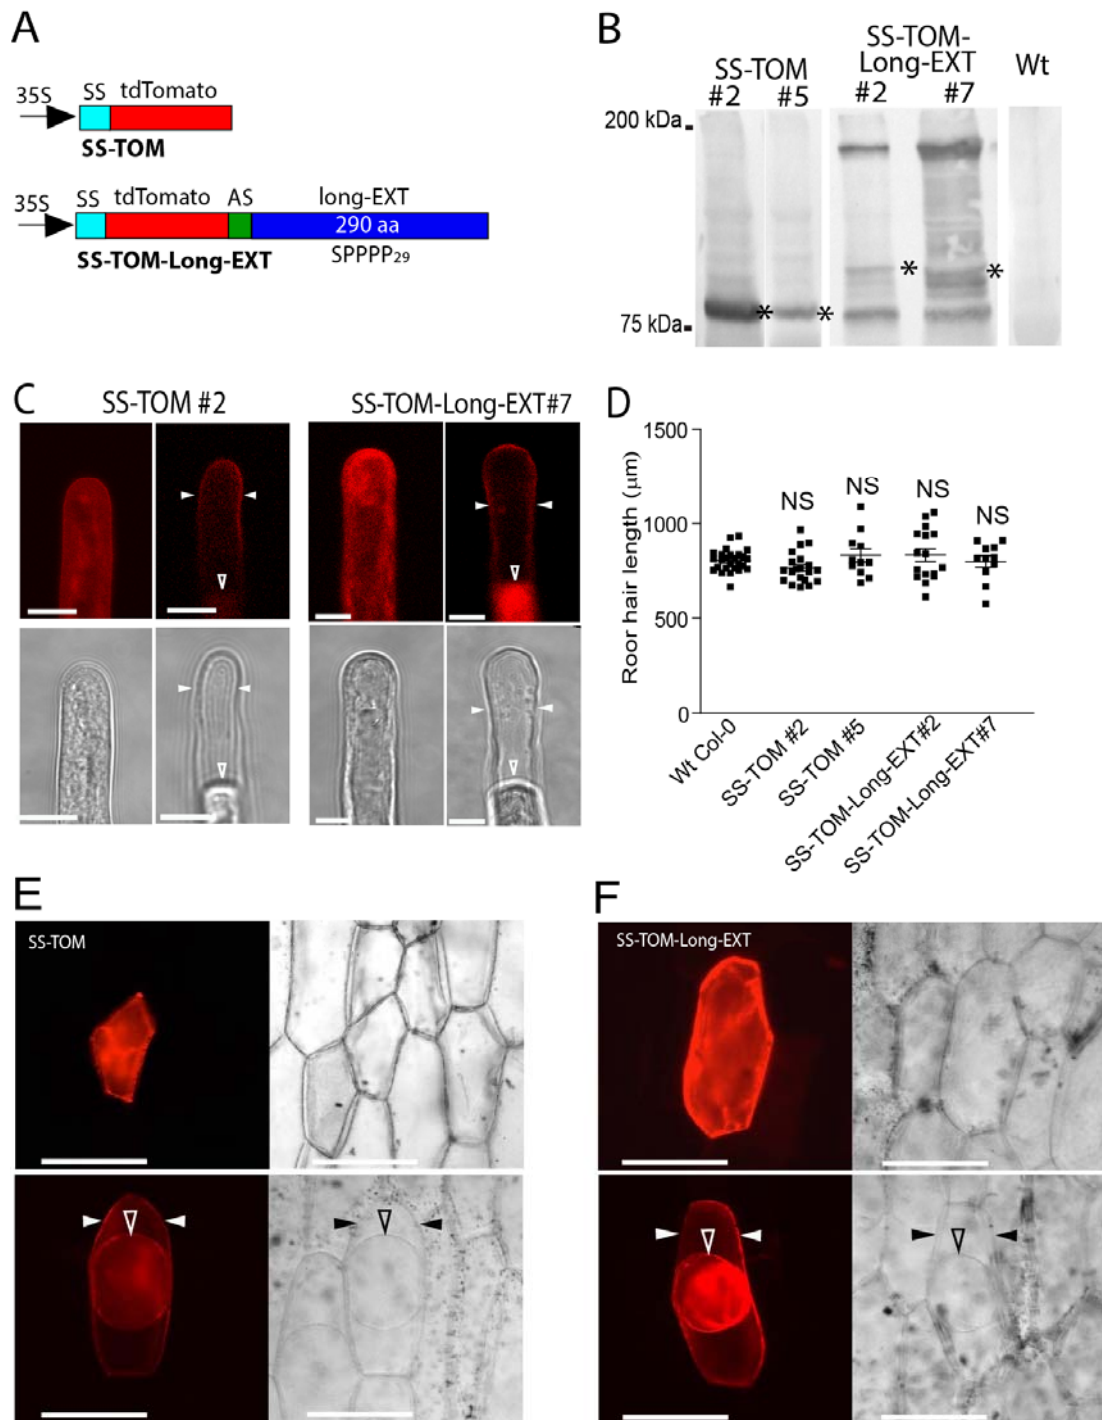 A
35S SS tdTomato
SS-TOM
35S SS tdTomato AS long-EXT
290 aa
SS-TOM-Long-EXT SPPPP29
B
SS-TOM SS-TOM-Long-EXT Wt
#2 #5 #2 #7
200 kDa
* * * *
75 kDa
C
SS-TOM #2 SS-TOM-Long-EXT#7
D
Roor hair length (μm)
1500
1000
500
0
NS NS NS NS
Wt Col-0
SS-TOM #2
SS-TOM #5
SS-TOM-Long-EXT#2
SS-TOM-Long-EXT#7
E
SS-TOM
F
SS-TOM-Long-EXT